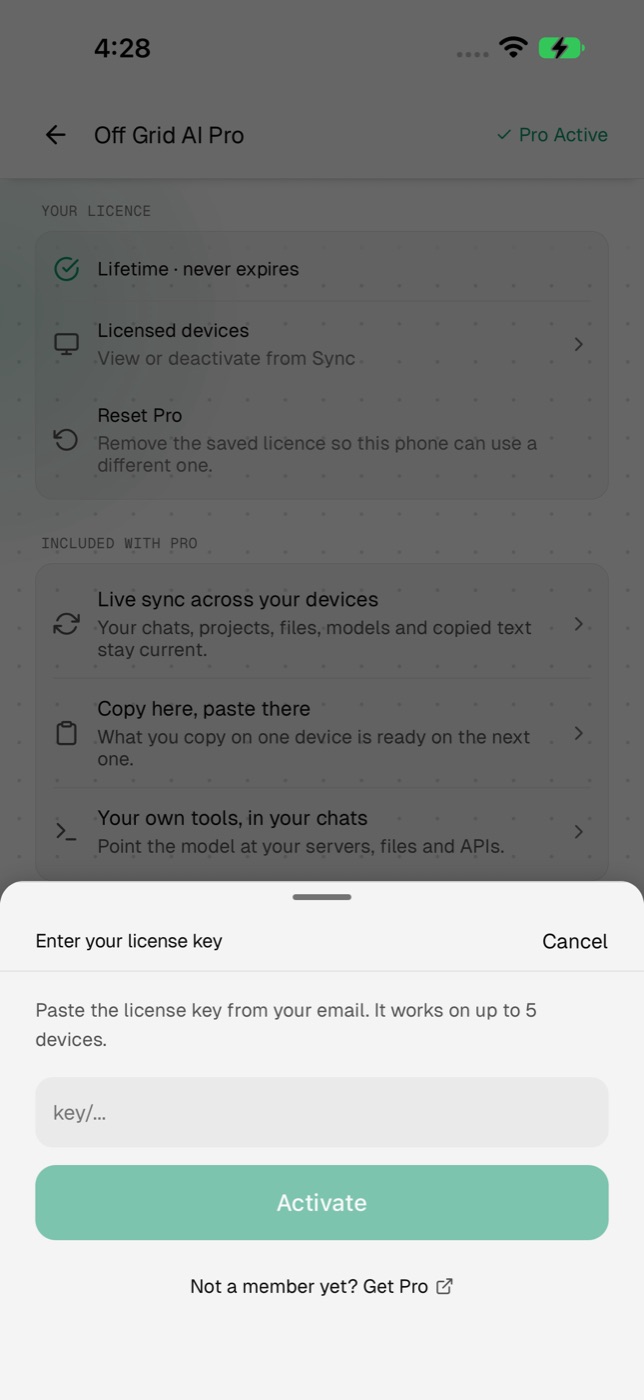 4:28
Off Grid AI Pro
Pro Active
YOUR LICENCE
Lifetime · never expires
Licensed devices
View or deactivate from Sync
Reset Pro
Remove the saved licence so this phone can use a
different one.
INCLUDED WITH PRO
Live sync across your devices
Your chats, projects, files, models and copied text
stay current.
Copy here, paste there
What you copy on one device is ready on the next
one.
Your own tools, in your chats
Point the model at your servers, files and APIs.
Enter your license key
Cancel
Paste the license key from your email. It works on up to 5
devices.
key/...
Activate
Not a member yet? Get Pro